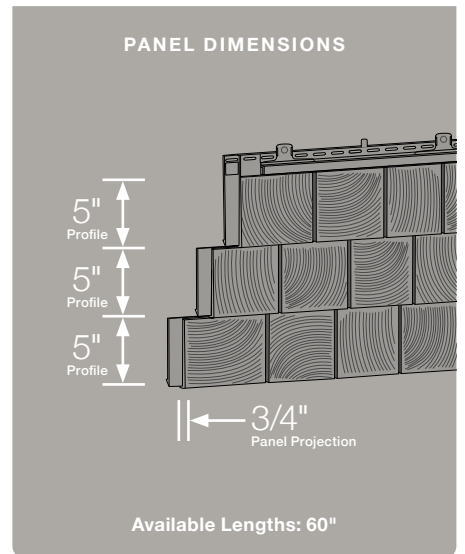 PANEL DIMENSIONS
5"
Profile
5"
Profile
5"
Profile
3/4"
Panel Projection
Available Lengths: 60"